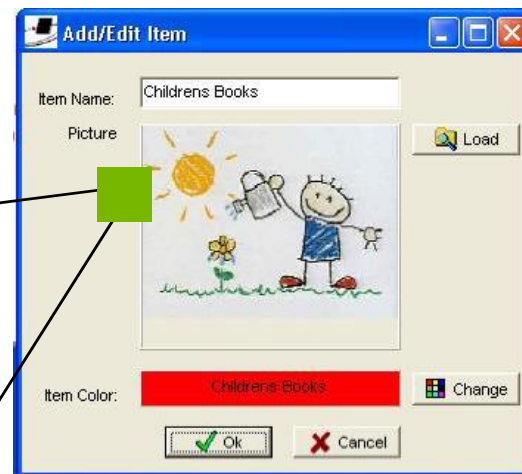 Add/Edit Item
Item Name:
Childrens Books
Picture
Load
Item Color:
Childrens Books
Change
Ok
Cancel